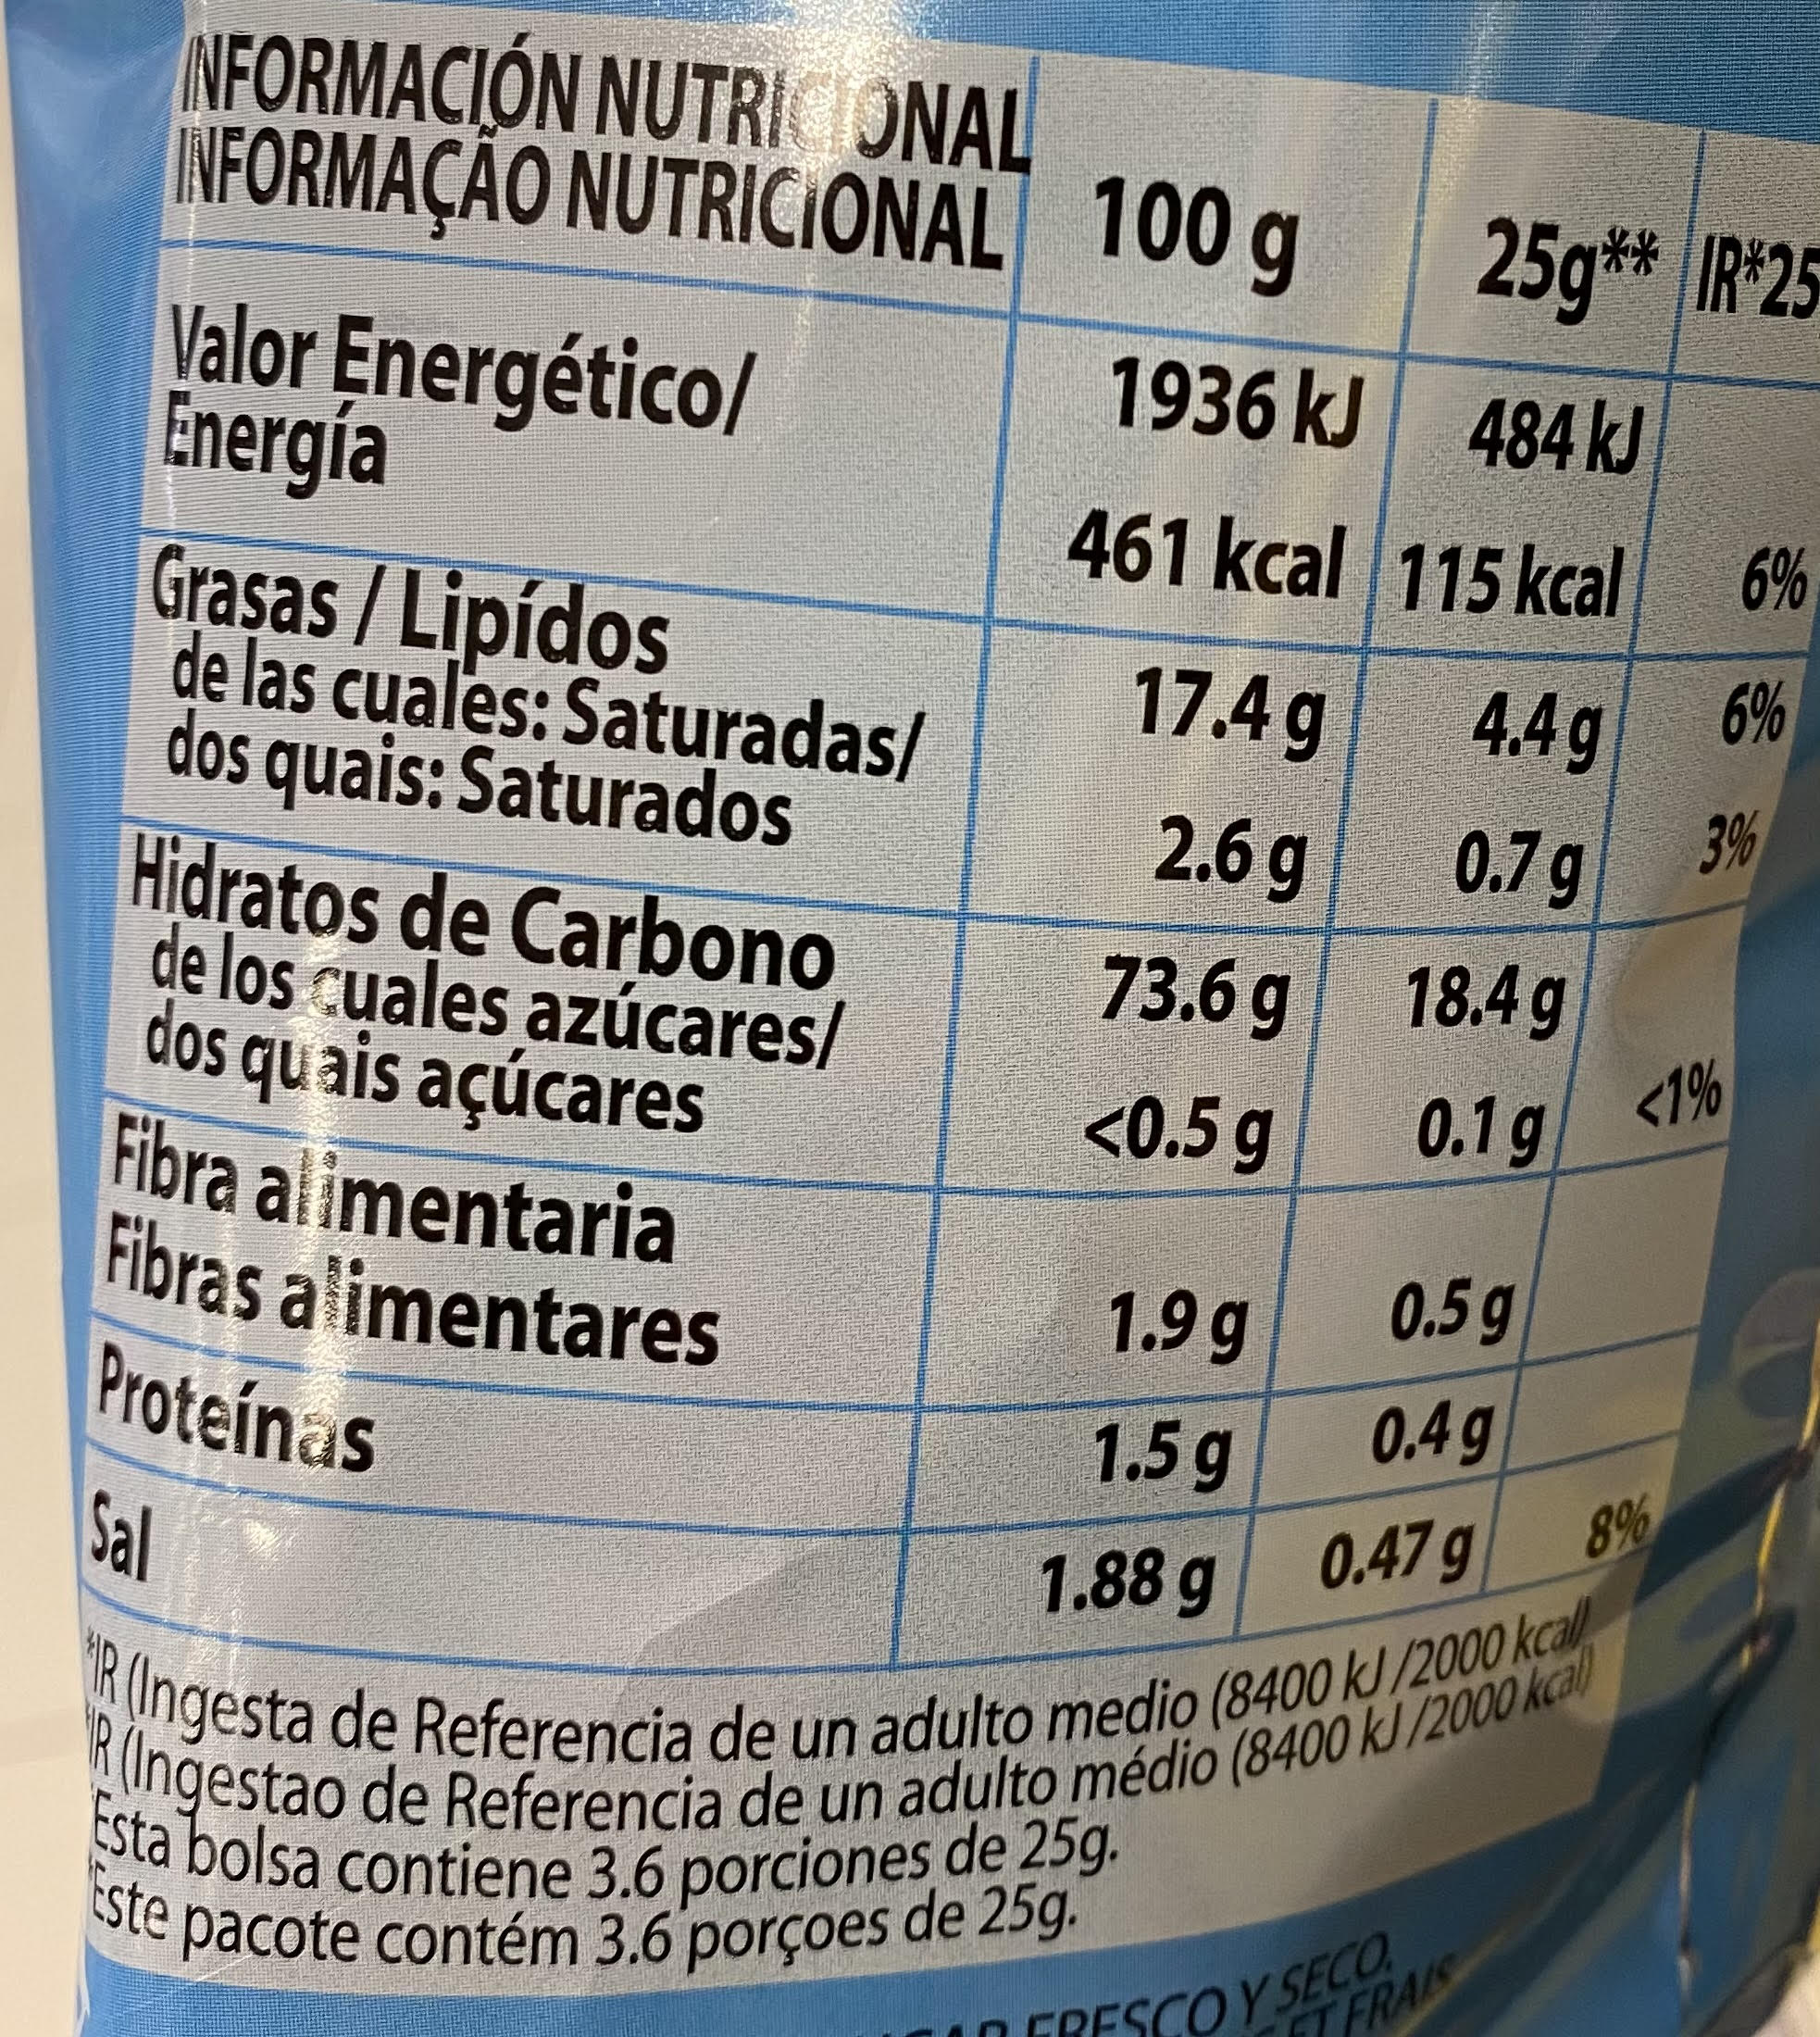 INFORMACIÓN NUTRICIONAL
INFORMAÇÃO NUTRICIONAL
100 g 25g** IR*25
Valor Energético/ 1936 kJ 484 kJ
Energía
461 kcal 115 kcal 6%
Grasas / Lipídos 17.4 g 4.4 g 6%
de las cuales: Saturadas/
dos quais: Saturados 2.6 g 0.7 g 3%
Hidratos de Carbono 73.6 g 18.4 g
de los cuales azúcares/
dos quais açúcares <0.5 g 0.1 g <1%
Fibra alimentaria
Fibras alimentares 1.9 g 0.5 g
Proteínas 1.5 g 0.4 g
Sal 1.88 g 0.47 g 8%
*IR (Ingesta de Referencia de un adulto medio (8400 kJ /2000 kcal)
*IR (Ingestao de Referencia de un adulto médio (8400 kJ /2000 kcal)
*Esta bolsa contiene 3.6 porciones de 25g.
*Este pacote contém 3.6 porçoes de 25g.
FRESCO Y SECO.
ET FRAIS